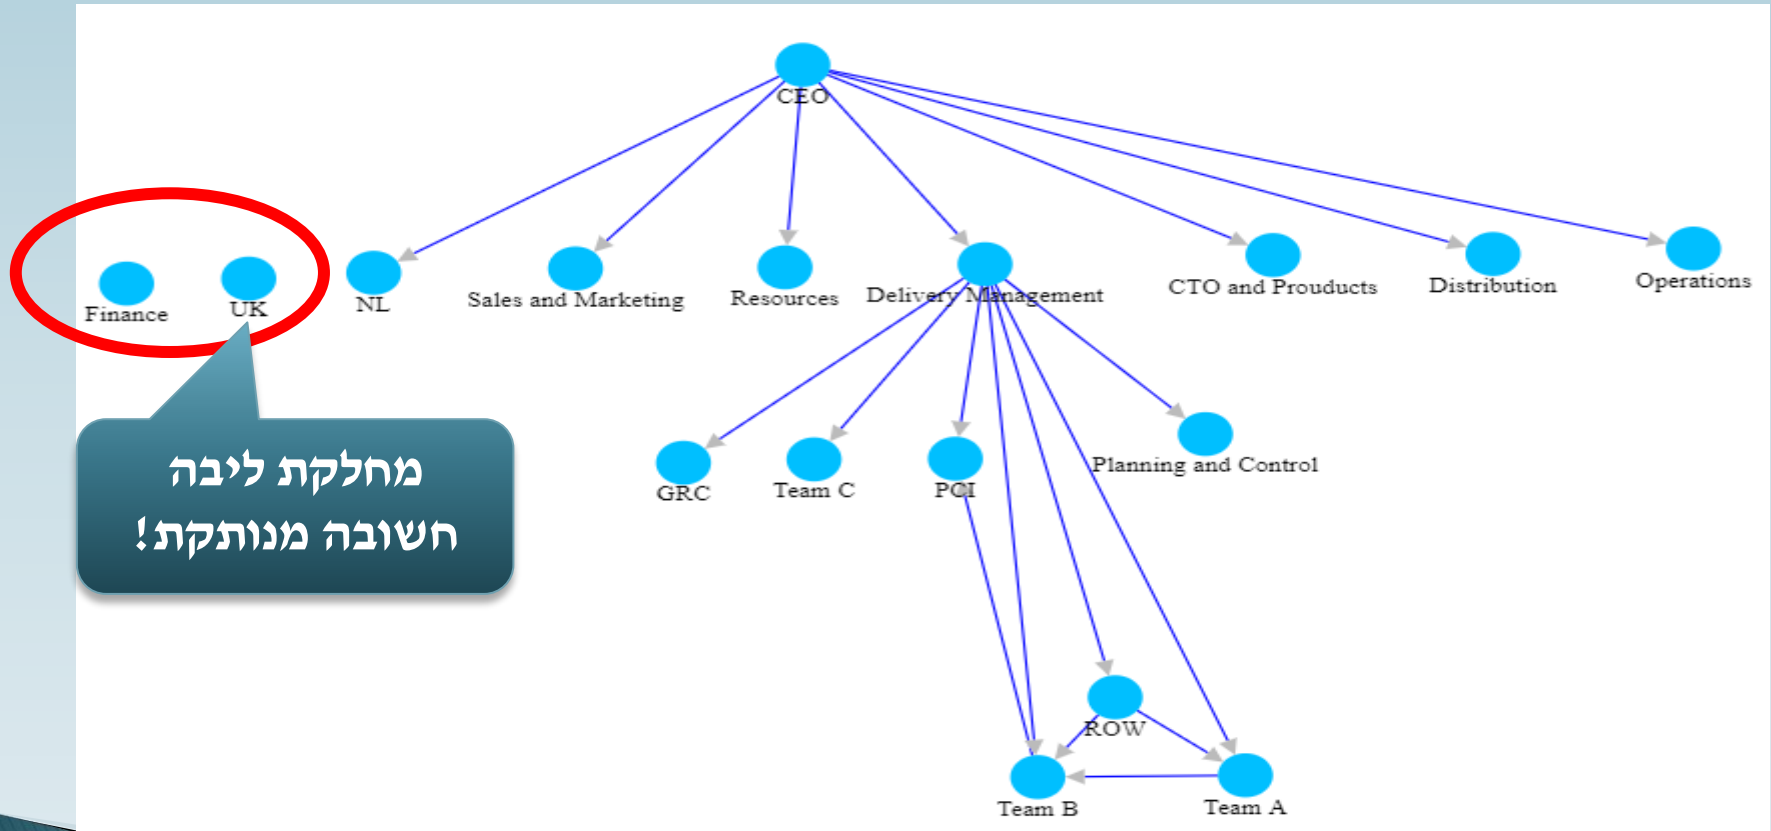 CEO
Finance
UK
NL
Sales and Marketing
Resources
Delivery Management
CTO and Prouducts
Distribution
Operations
מחלקת ליבה
חשובה מנותקת!
GRC
Team C
PCI
Planning and Control
ROW
Team B
Team A